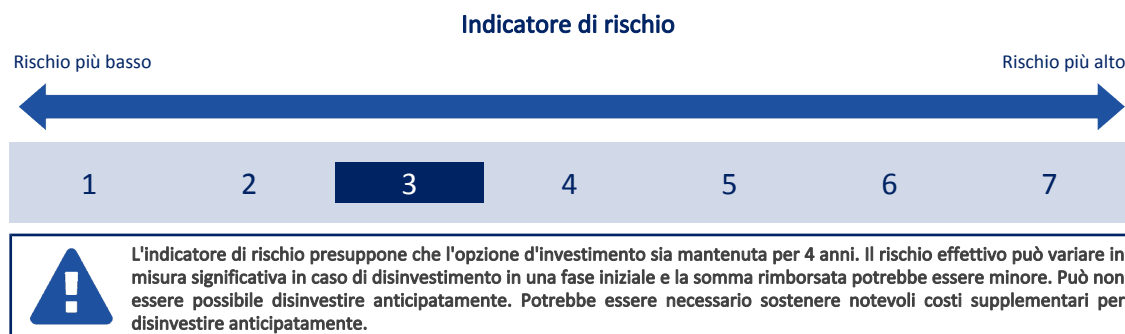 Indicatore di rischio
Rischio più basso
Rischio più alto
1 2 3 4 5 6 7
L'indicatore di rischio presuppone che l'opzione d'investimento sia mantenuta per 4 anni. Il rischio effettivo può variare in
misura significativa in caso di disinvestimento in una fase iniziale e la somma rimborsata potrebbe essere minore. Può non
essere possibile disinvestire anticipatamente. Potrebbe essere necessario sostenere notevoli costi supplementari per
disinvestire anticipatamente.